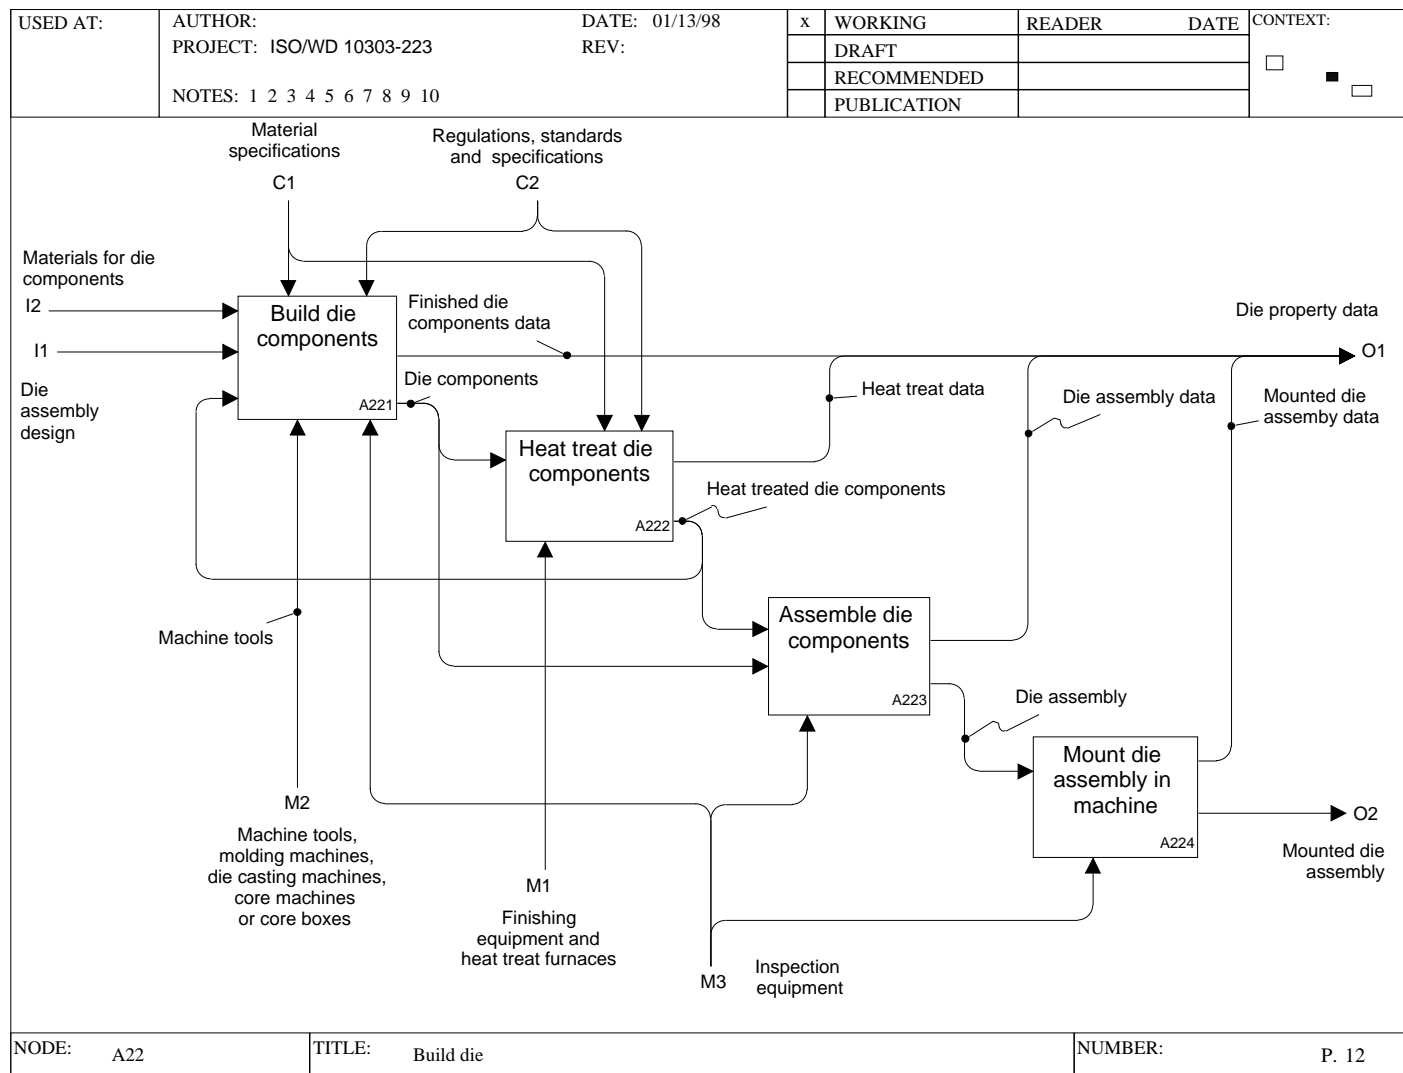 USED AT:
AUTHOR:
DATE: 01/13/98
PROJECT: ISO/WD 10303-223
REV:
NOTES: 1 2 3 4 5 6 7 8 9 10
x WORKING
DRAFT
RECOMMENDED
PUBLICATION
READER DATE
CONTEXT:
Material
specifications
C1
Regulations, standards
and specifications
C2
Materials for die
components
I2
I1
Die
assembly
design
Build die
components
A221
Finished die
components data
Die components
Die property data
O1
Heat treat die
components
A222
Heat treat data
Die assembly data
Mounted die
assemby data
Heat treated die components
Machine tools
Assemble die
components
A223
Die assembly
Mount die
assembly in
machine
A224
O2
Mounted die
assembly
M2
Machine tools,
molding machines,
die casting machines,
core machines
or core boxes
M1
Finishing
equipment and
heat treat furnaces
M3
Inspection
equipment
NODE: A22
TITLE: Build die
NUMBER:
P. 12